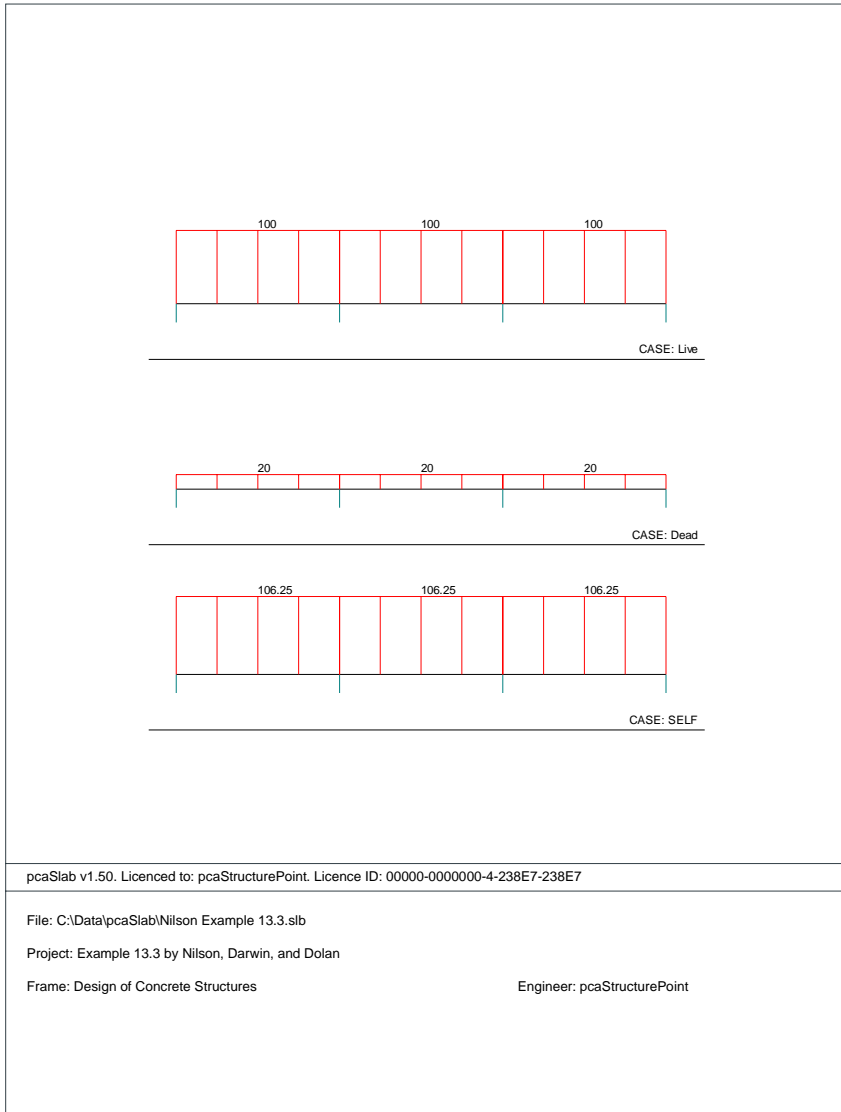 100 100 100
CASE: Live
20 20 20
CASE: Dead
106.25 106.25 106.25
CASE: SELF
pcaSlab v1.50. Licenced to: pcaStructurePoint. Licence ID: 00000-0000000-4-238E7-238E7
File: C:\Data\pcaSlab\Nilson Example 13.3.slb
Project: Example 13.3 by Nilson, Darwin, and Dolan
Frame: Design of Concrete Structures Engineer: pcaStructurePoint